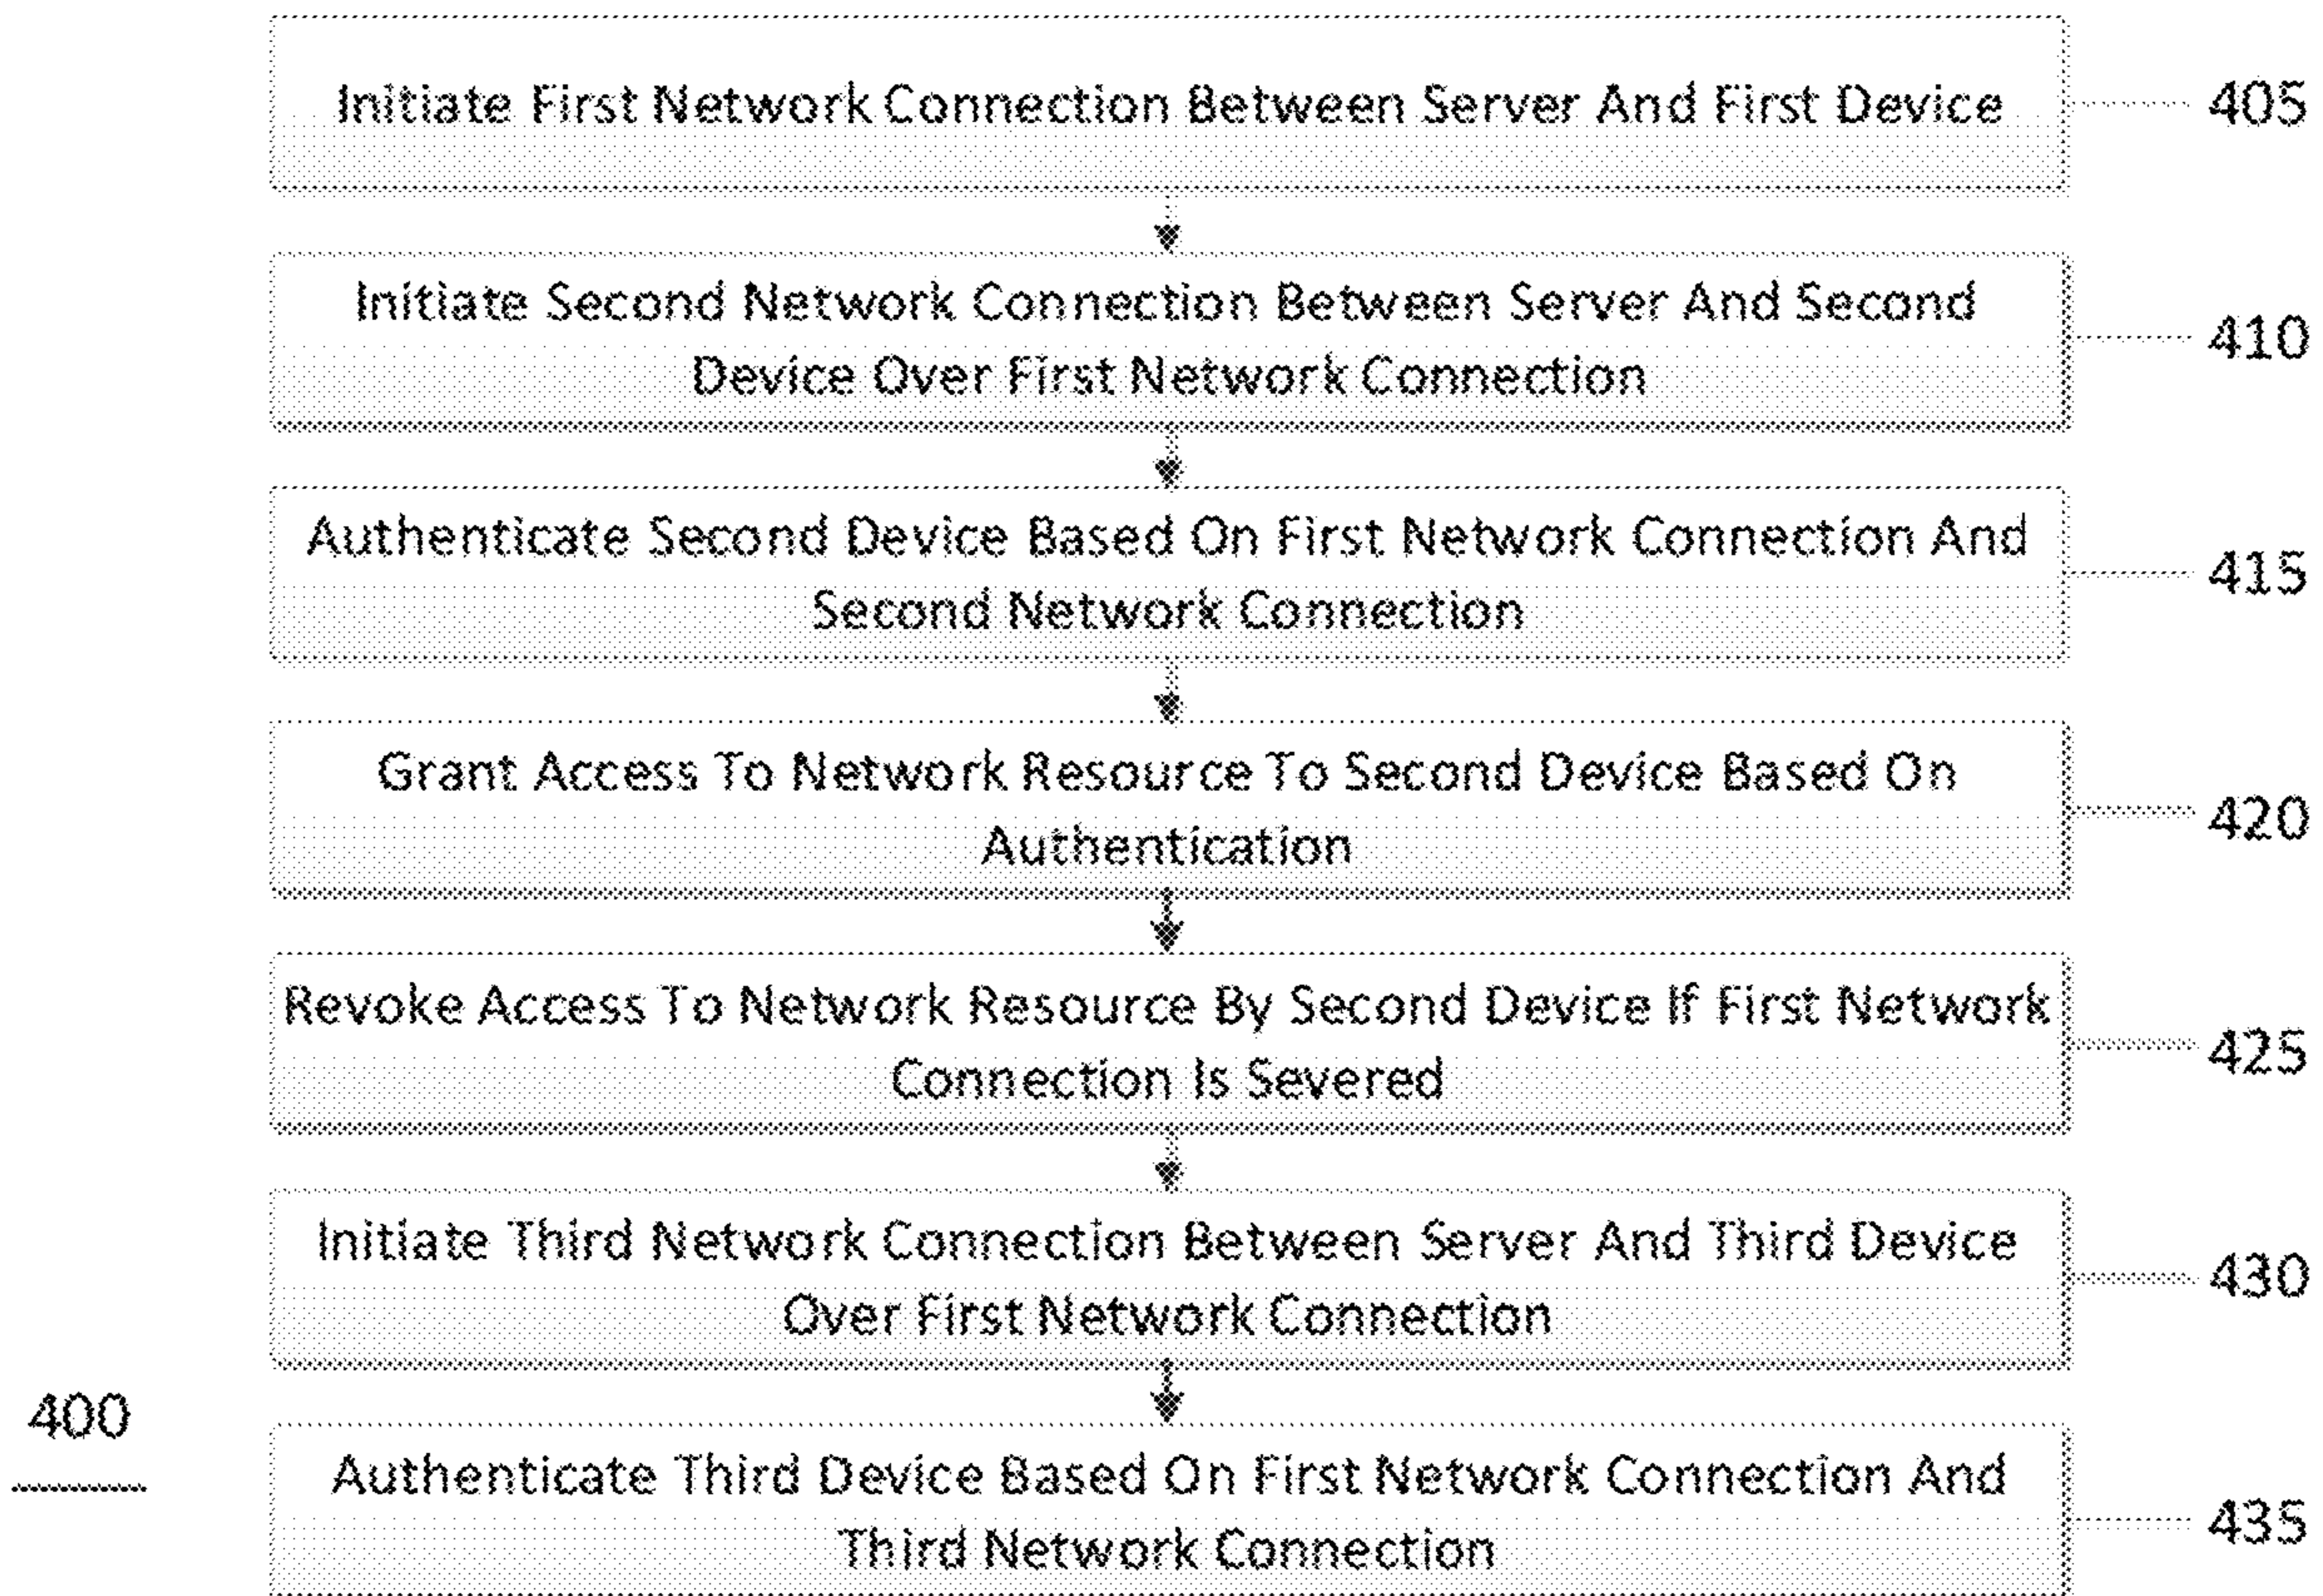 Initiate First Network Connection Between Server And First Device
405
Initiate Second Network Connection Between Server And Second
Device Over First Network Connection
410
Authenticate Second Device Based On First Network Connection And
Second Network Connection
415
Grant Access To Network Resource To Second Device Based On
Authentication
420
Revoke Access To Network Resource By Second Device If First Network
Connection Is Severed
425
Initiate Third Network Connection Between Server And Third Device
Over First Network Connection
430
400
Authenticate Third Device Based On First Network Connection And
Third Network Connection
435